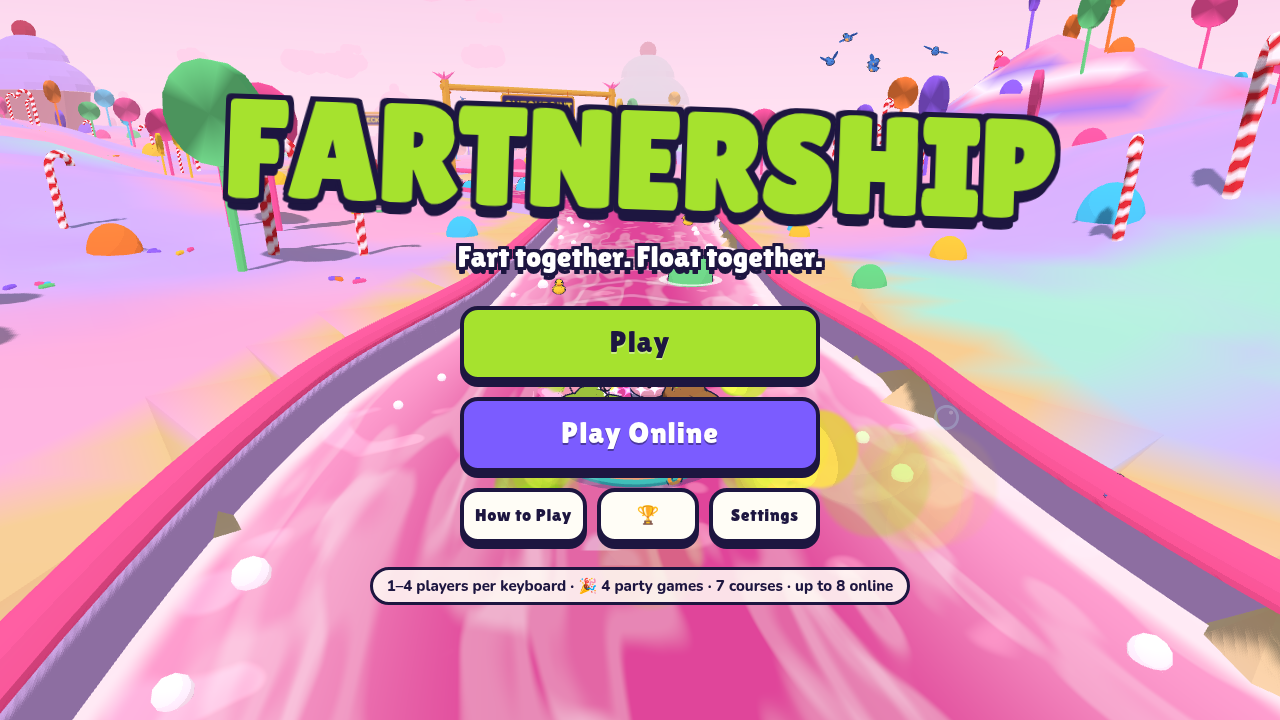 FARTNERSHIP
Fart together. Float together.
Play
Play Online
How to Play
Settings
1–4 players per keyboard · 🎉 4 party games · 7 courses · up to 8 online